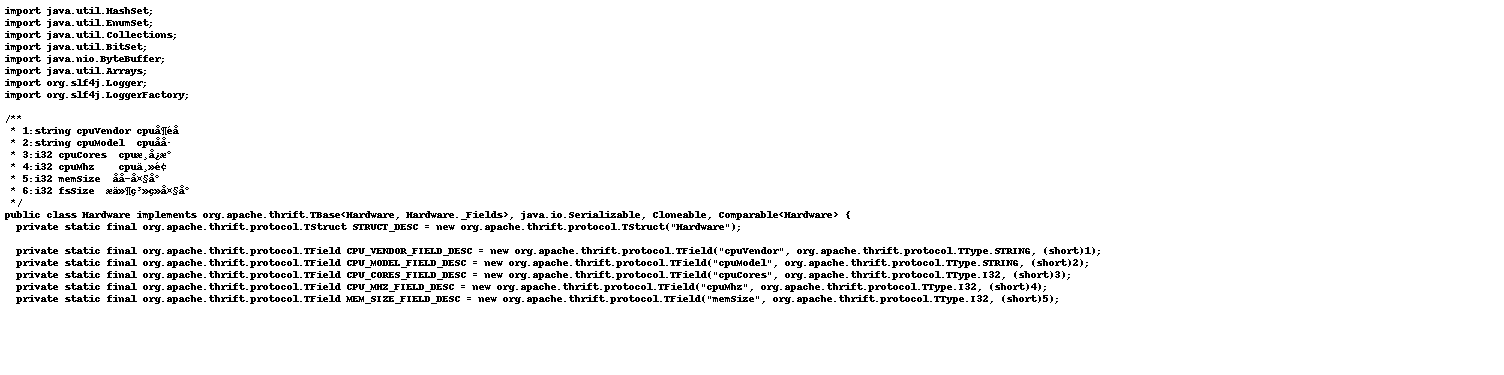 import java.util.HashSet;
import java.util.EnumSet;
import java.util.Collections;
import java.util.BitSet;
import java.nio.ByteBuffer;
import java.util.Arrays;
import org.slf4j.Logger;
import org.slf4j.LoggerFactory;
/**
* 1:string cpuVendor cpuå¶éå
* 2:string cpuModel cpuåå·
* 3:i32 cpuCores cpuæ¸å¿æ°
* 4:i32 cpuMhz cpuä¸»é¢
* 5:i32 memSize åå­å¤§å°
* 6:i32 fsSize æä»¶ç³»ç»å¤§å°
*/
public class Hardware implements org.apache.thrift.TBase<Hardware, Hardware._Fields>, java.io.Serializable, Cloneable, Comparable<Hardware> {
private static final org.apache.thrift.protocol.TStruct STRUCT_DESC = new org.apache.thrift.protocol.TStruct("Hardware");
private static final org.apache.thrift.protocol.TField CPU_VENDOR_FIELD_DESC = new org.apache.thrift.protocol.TField("cpuVendor", org.apache.thrift.protocol.TType.STRING, (short)1);
private static final org.apache.thrift.protocol.TField CPU_MODEL_FIELD_DESC = new org.apache.thrift.protocol.TField("cpuModel", org.apache.thrift.protocol.TType.STRING, (short)2);
private static final org.apache.thrift.protocol.TField CPU_CORES_FIELD_DESC = new org.apache.thrift.protocol.TField("cpuCores", org.apache.thrift.protocol.TType.I32, (short)3);
private static final org.apache.thrift.protocol.TField CPU_MHZ_FIELD_DESC = new org.apache.thrift.protocol.TField("cpuMhz", org.apache.thrift.protocol.TType.I32, (short)4);
private static final org.apache.thrift.protocol.TField MEM_SIZE_FIELD_DESC = new org.apache.thrift.protocol.TField("memSize", org.apache.thrift.protocol.TType.I32, (short)5);